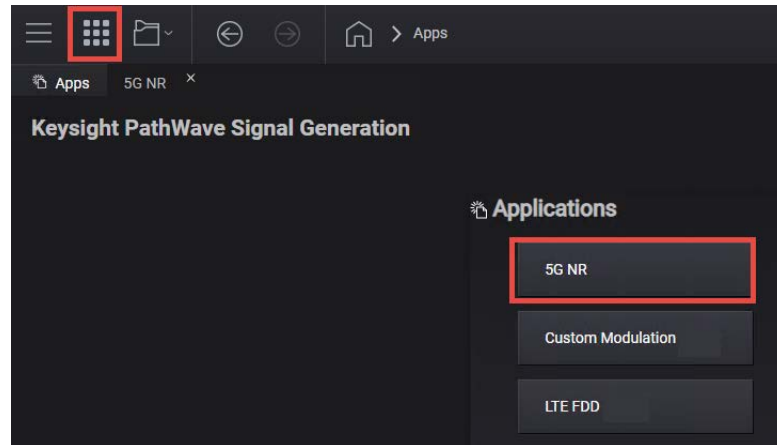 Apps
Apps 5G NR ×
Keysight PathWave Signal Generation
Applications
5G NR
Custom Modulation
LTE FDD